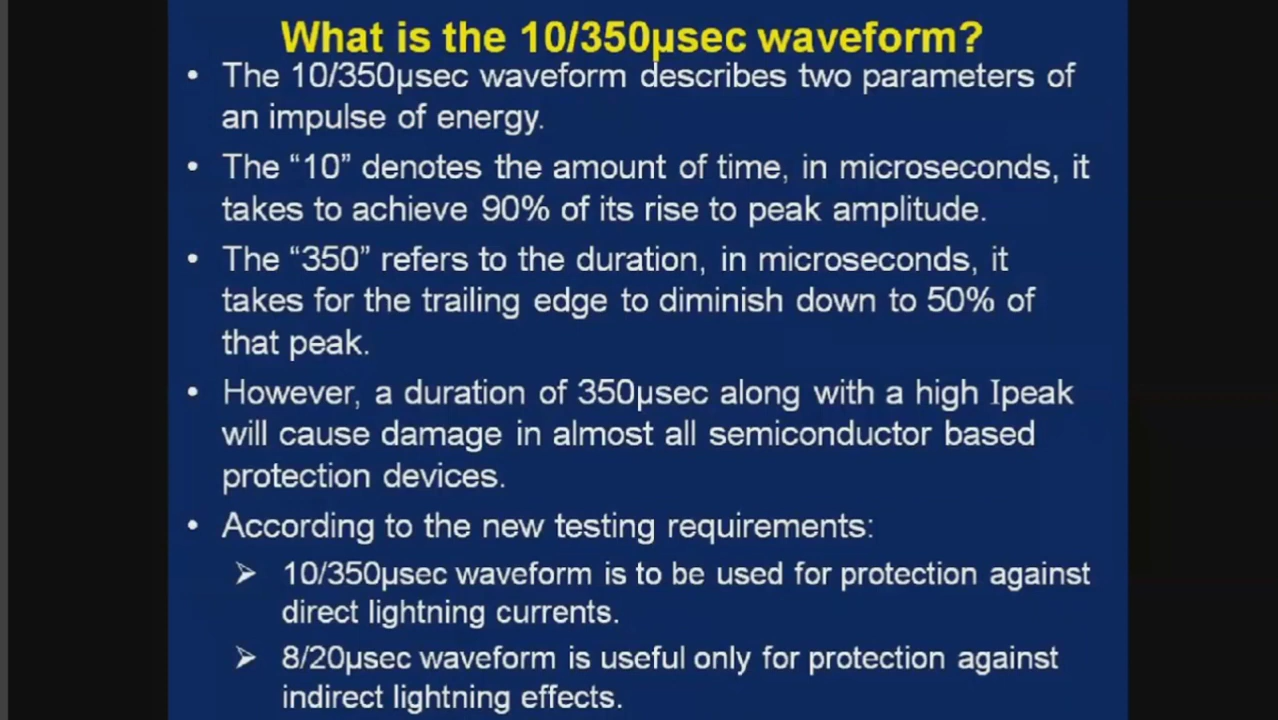 What is the 10/350µsec waveform?
• The 10/350µsec waveform describes two parameters of
an impulse of energy.
• The “10” denotes the amount of time, in microseconds, it
takes to achieve 90% of its rise to peak amplitude.
• The “350” refers to the duration, in microseconds, it
takes for the trailing edge to diminish down to 50% of
that peak.
• However, a duration of 350µsec along with a high Ipeak
will cause damage in almost all semiconductor based
protection devices.
• According to the new testing requirements:
➢ 10/350µsec waveform is to be used for protection against
direct lightning currents.
➢ 8/20µsec waveform is useful only for protection against
indirect lightning effects.